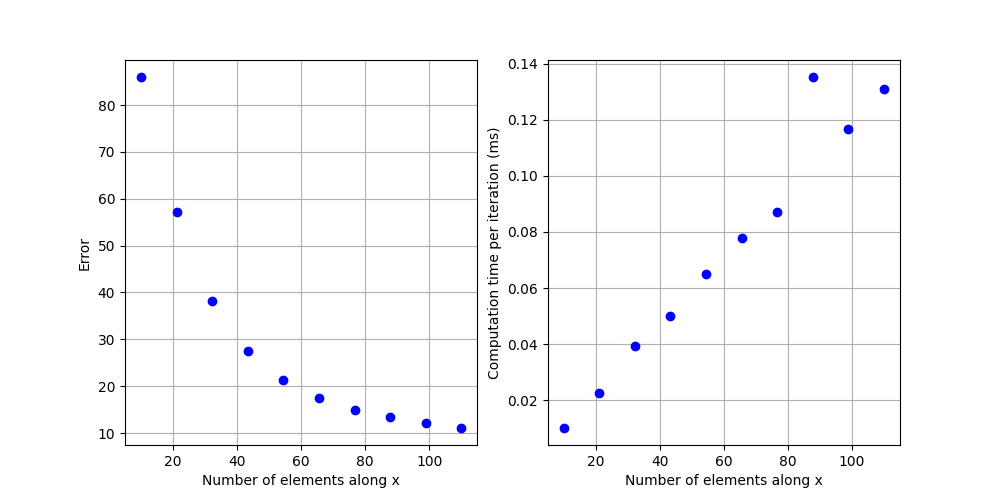 80
70
60
50
40
30
20
10
Error
20 40 60 80 100
Number of elements along x
0.14
0.12
0.10
0.08
0.06
0.04
0.02
Computation time per iteration (ms)
20 40 60 80 100
Number of elements along x